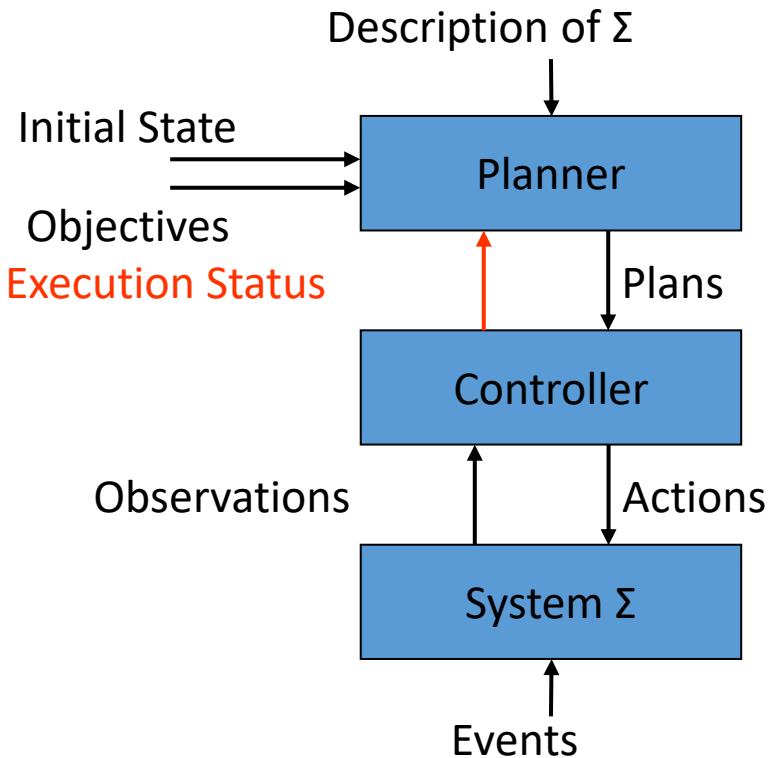 Description of Σ
Initial State
Planner
Objectives
Execution Status
Plans
Controller
Observations
Actions
System Σ
Events